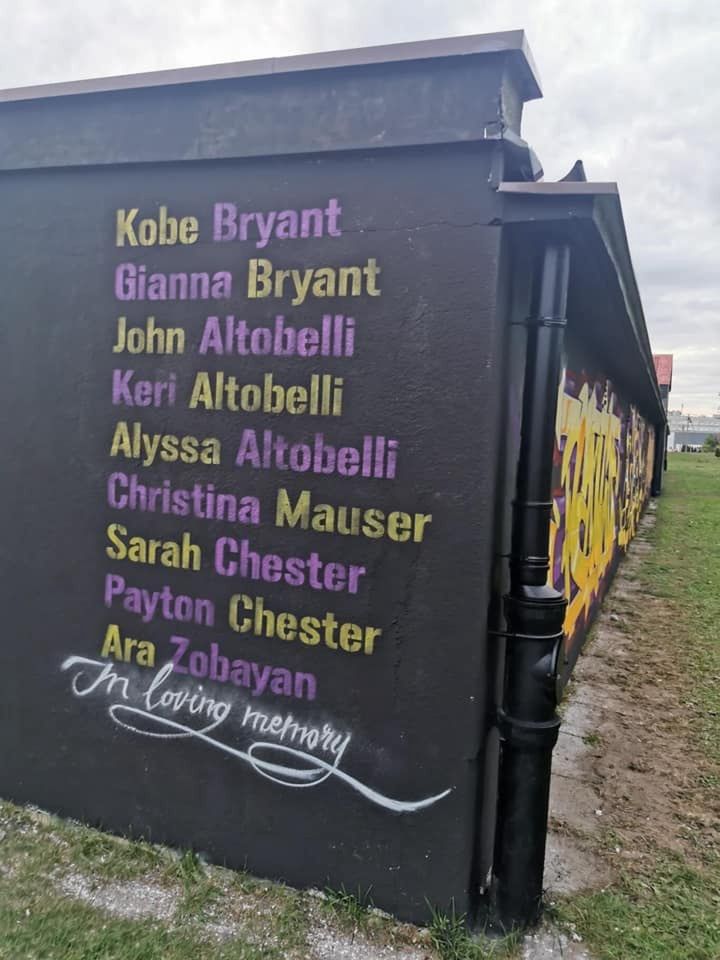 Kobe Bryant
Gianna Bryant
John Altobelli
Keri Altobelli
Alyssa Altobelli
Christina Mauser
Sarah Chester
Payton Chester
Ara Zobayan
In loving memory